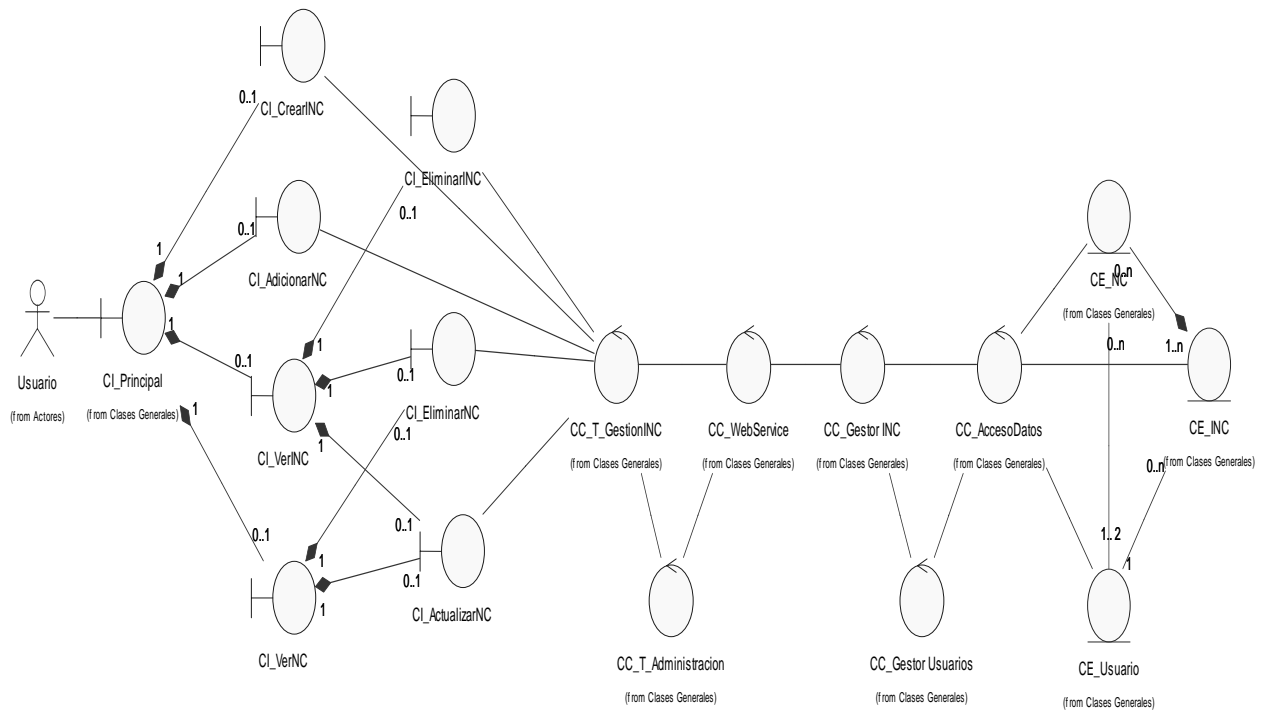 0..1
CI_CrearINC
CI_EliminarINC
0..1
0..1
1
CI_AdicionarNC
1
Usuario
(from Actores)
CI_Principal
(from Clases Generales)
1
1
0..1
1
CI_VerINC
1
1
0..1
CI_EliminarNC
0..1
0..1
0..1
CI_VerNC
1
1
0..1
CI_ActualizarNC
CC_T_GestionINC
(from Clases Generales)
CC_WebService
(from Clases Generales)
CC_Gestor INC
(from Clases Generales)
CC_AccesoDatos
(from Clases Generales)
CC_T_Administracion
(from Clases Generales)
CC_Gestor Usuarios
(from Clases Generales)
CE_NC
(from Clases Generales)
0..n
0..n
1..n
CE_INC
(from Clases Generales)
0..n
1..2
1
CE_Usuario
(from Clases Generales)